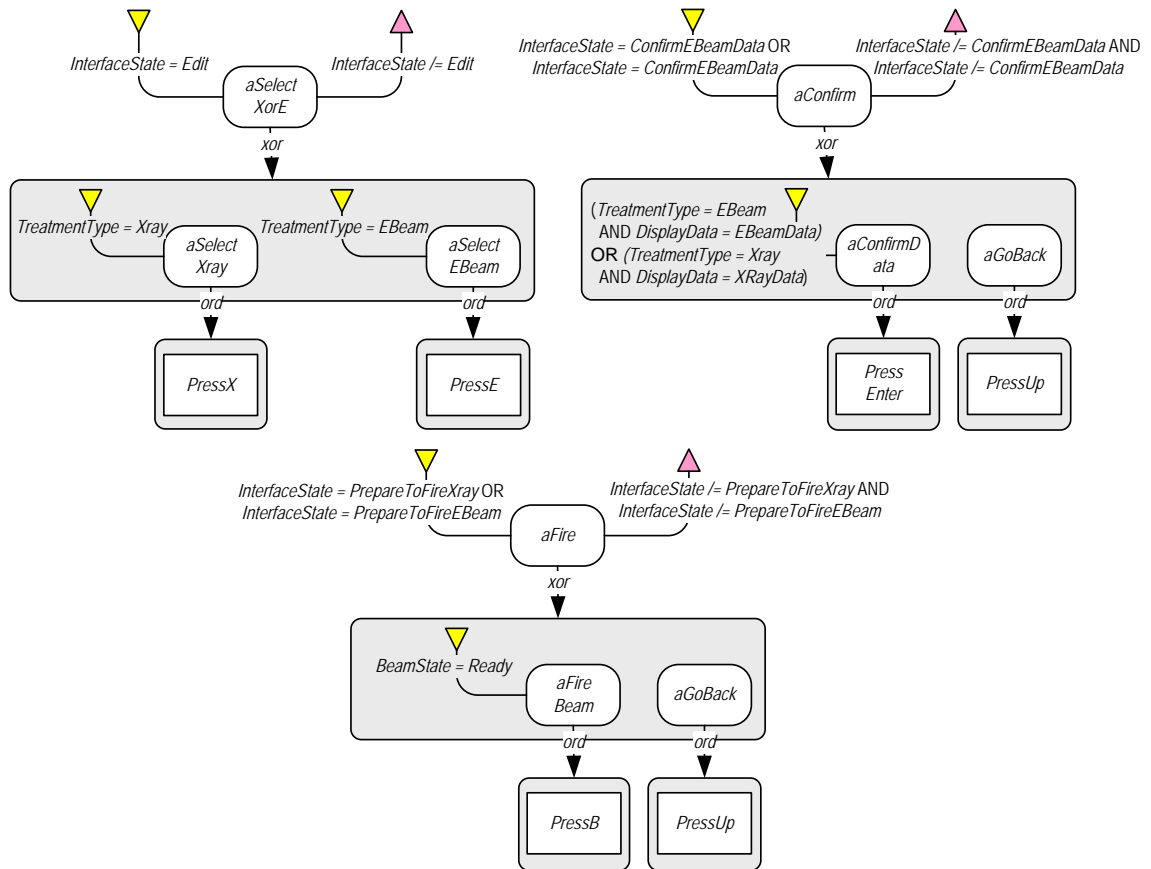 InterfaceState = Edit
InterfaceState /= Edit
aSelect
XorE
xor
TreatmentType = Xray
aSelect
Xray
TreatmentType = EBeam
aSelect
EBeam
ord
ord
PressX
PressE
InterfaceState = ConfirmEBeamData OR
InterfaceState = ConfirmEBeamData
InterfaceState /= ConfirmEBeamData AND
InterfaceState /= ConfirmEBeamData
aConfirm
xor
(TreatmentType = EBeam
AND DisplayData = EBeamData)
OR (TreatmentType = Xray
AND DisplayData = XRayData)
aConfirmD
ata
aGoBack
ord
ord
Press
Enter
PressUp
InterfaceState = PrepareToFireXray OR
InterfaceState = PrepareToFireEBeam
InterfaceState /= PrepareToFireXray AND
InterfaceState /= PrepareToFireEBeam
aFire
xor
BeamState = Ready
aFire
Beam
aGoBack
ord
ord
PressB
PressUp